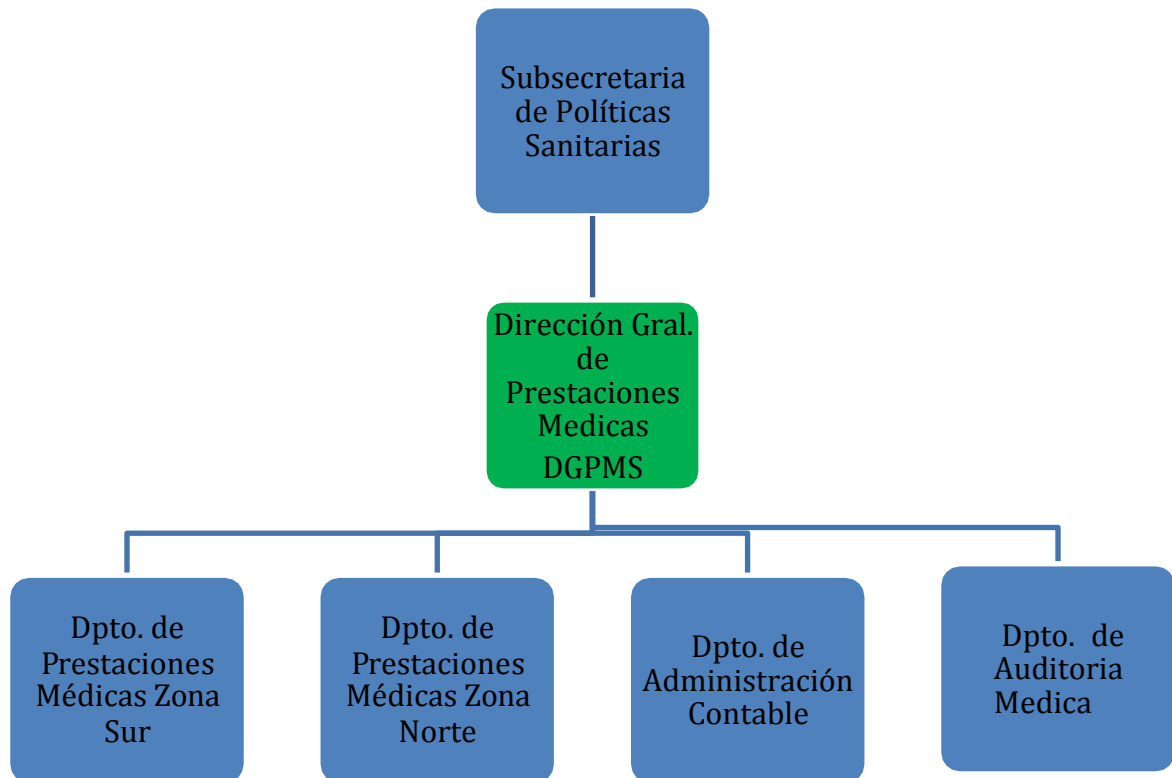 Subsecretaria
de Políticas
Sanitarias
Dirección Gral.
de
Prestaciones
Medicas
DGPMS
Dpto. de
Prestaciones
Médicas Zona
Sur
Dpto. de
Prestaciones
Médicas Zona
Norte
Dpto. de
Administración
Contable
Dpto. de
Auditoria
Medica